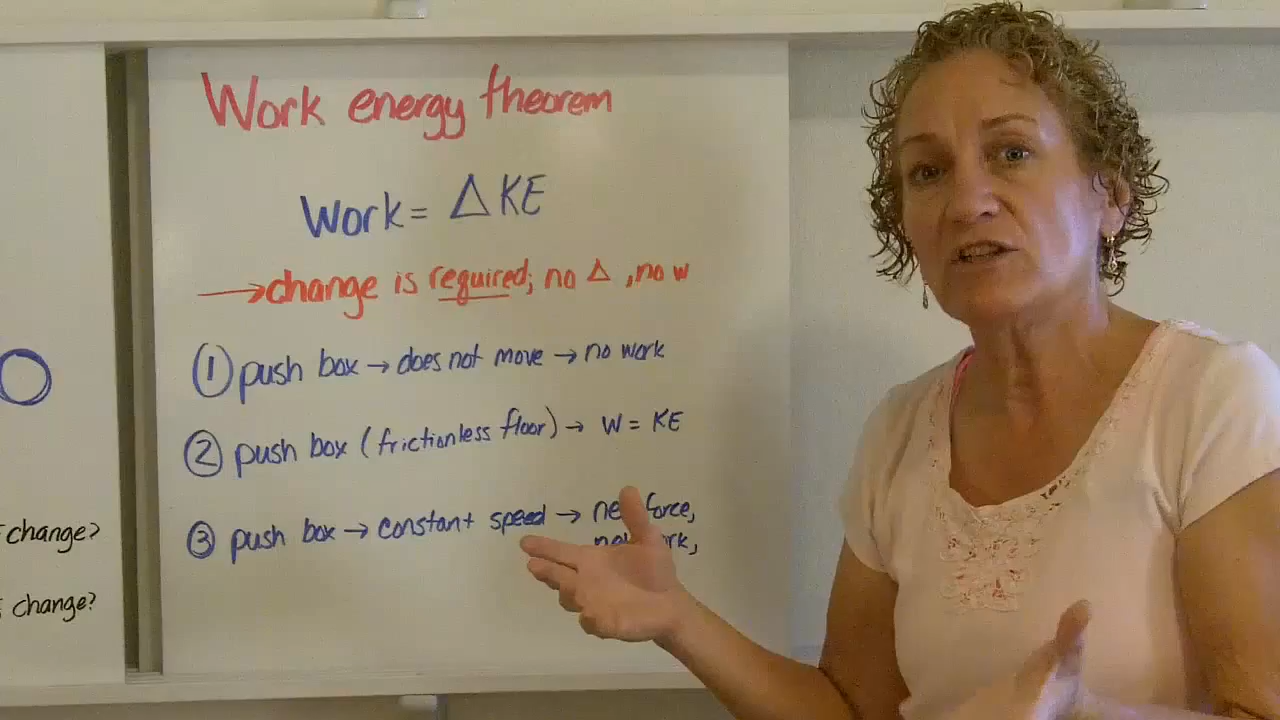 Work energy theorem
Work = Δ KE
→ change is required; no Δ, no w
① push box → does not move → no work
② push box (frictionless floor) → W = KE
③ push box → constant speed → force,
change?
change?